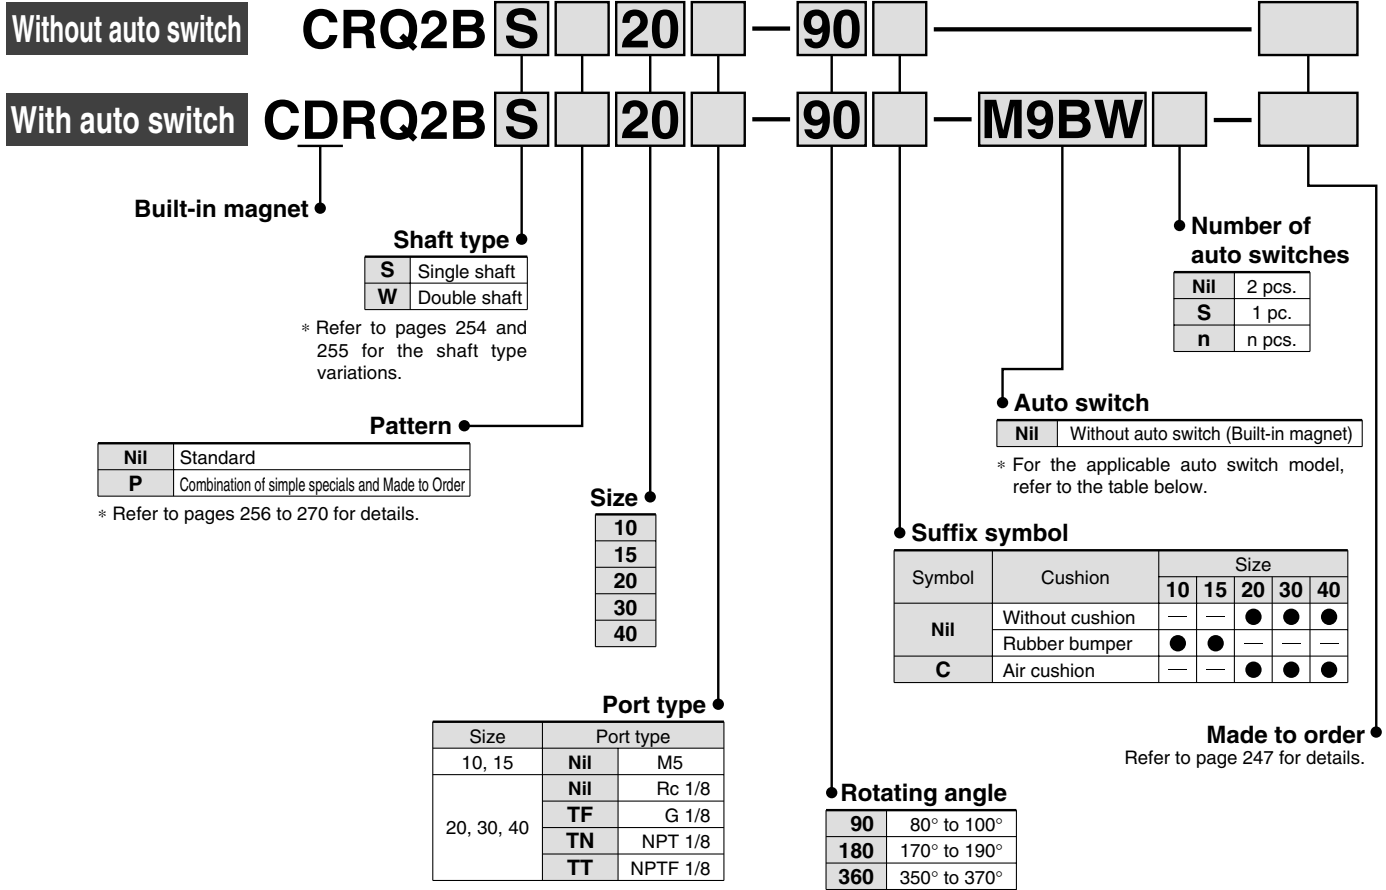 Without auto switch CRQ2B S 20 — 90 —
With auto switch CDRQ2B S 20 — 90 — M9BW —
Built-in magnet
Shaft type
S Single shaft
W Double shaft
* Refer to pages 254 and
255 for the shaft type
variations.
Pattern
Nil Standard
P Combination of simple specials and Made to Order
* Refer to pages 256 to 270 for details.
Size
10
15
20
30
40
Port type
Size Port type
10, 15 Nil M5
20, 30, 40 Nil Rc 1/8
TF G 1/8
TN NPT 1/8
TT NPTF 1/8
Rotating angle
90 80° to 100°
180 170° to 190°
360 350° to 370°
Suffix symbol
Symbol Cushion Size
10 15 20 30 40
Nil Without cushion — — ● ● ●
Rubber bumper ● ● — — —
C Air cushion — — ● ● ●
Auto switch
Nil Without auto switch (Built-in magnet)
* For the applicable auto switch model,
refer to the table below.
Number of
auto switches
Nil 2 pcs.
S 1 pc.
n n pcs.
Made to order
Refer to page 247 for details.